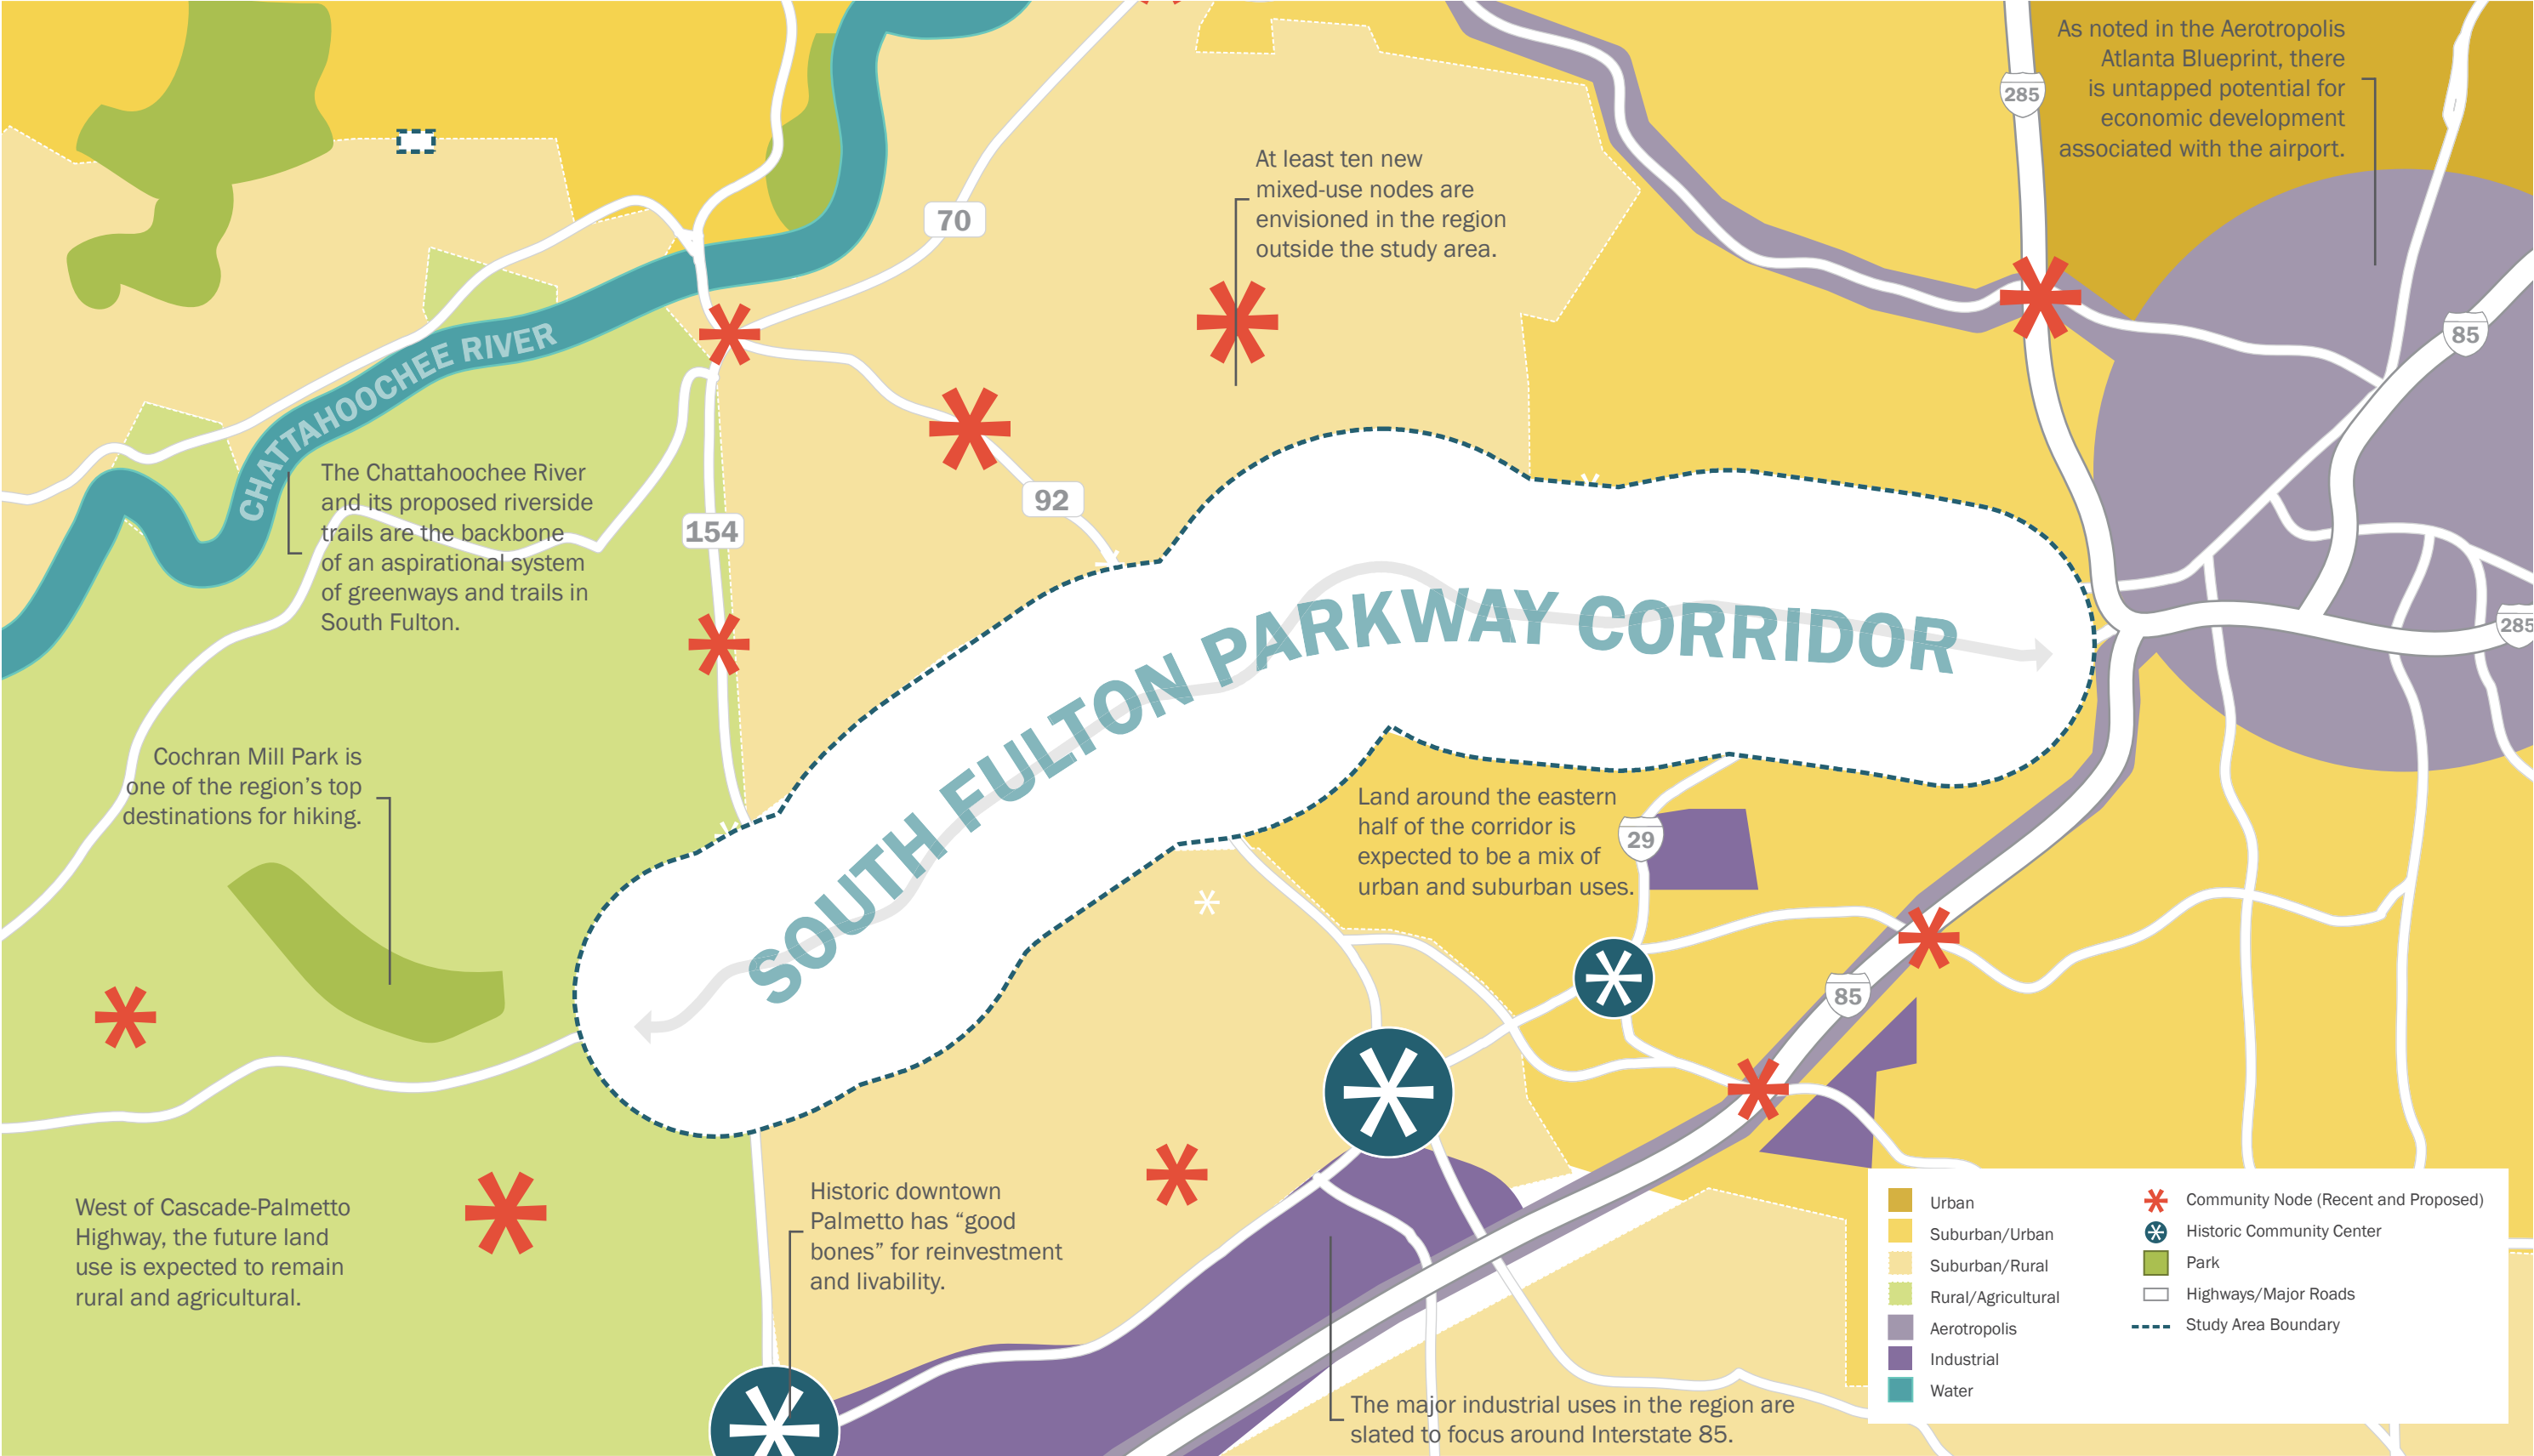 As noted in the Aerotropolis
Atlanta Blueprint, there
is untapped potential for
economic development
associated with the airport.
285
At least ten new
mixed-use nodes are
envisioned in the region
outside the study area.
70
85
CHATTAHOOCHEE RIVER
The Chattahoochee River
and its proposed riverside
trails are the backbone
of an aspirational system
of greenways and trails in
South Fulton.
154
92
285
SOUTH FULTON PARKWAY CORRIDOR
Cochran Mill Park is
one of the region's top
destinations for hiking.
Land around the eastern
half of the corridor is
expected to be a mix of
urban and suburban uses.
29
85
West of Cascade-Palmetto
Highway, the future land
use is expected to remain
rural and agricultural.
Historic downtown
Palmetto has “good
bones” for reinvestment
and livability.
The major industrial uses in the region are
slated to focus around Interstate 85.
Urban
Suburban/Urban
Suburban/Rural
Rural/Agricultural
Aerotropolis
Industrial
Water
Community Node (Recent and Proposed)
Historic Community Center
Park
Highways/Major Roads
Study Area Boundary